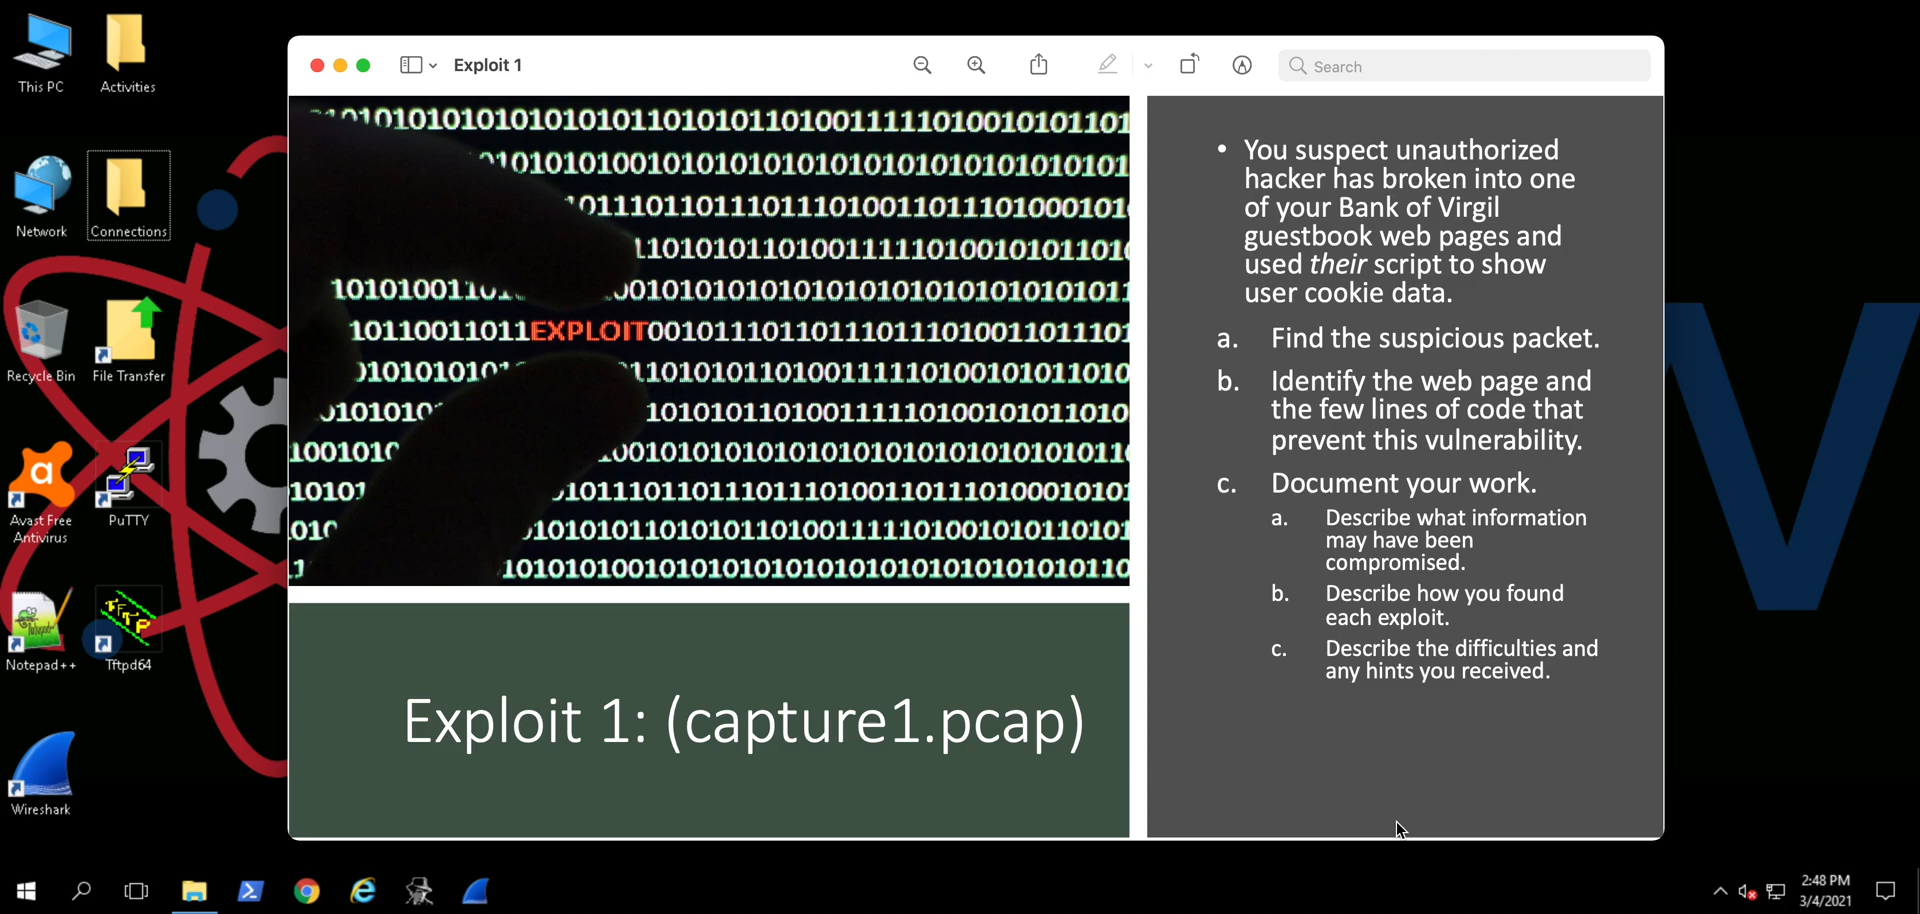 This PC
Activities
Network
Connections
Recycle Bin
File Transfer
Avast Free
Antivirus
PuTTY
Notepad++
Tftpd64
Wireshark
Exploit 1
Search
EXPLOIT
Exploit 1: (capture1.pcap)
• You suspect unauthorized
hacker has broken into one
of your Bank of Virgil
guestbook web pages and
used their script to show
user cookie data.
a. Find the suspicious packet.
b. Identify the web page and
the few lines of code that
prevent this vulnerability.
c. Document your work.
a. Describe what information
may have been
compromised.
b. Describe how you found
each exploit.
c. Describe the difficulties and
any hints you received.
2:48 PM
3/4/2021